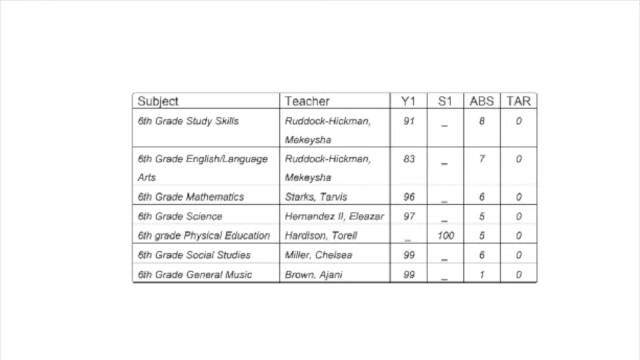 Subject Teacher Y1 S1 ABS TAR
6th Grade Study Skills Ruddock-Hickman, 91 _ 8 0
Mekeysha
6th Grade English/Language Ruddock-Hickman, 83 _ 7 0
Arts Mekeysha
6th Grade Mathematics Starks, Tarvis 96 _ 6 0
6th Grade Science Hernandez II, Eleazar 97 _ 5 0
6th grade Physical Education Hardison, Torell _ 100 5 0
6th Grade Social Studies Miller, Chelsea 99 _ 6 0
6th Grade General Music Brown, Ajani 99 _ 1 0